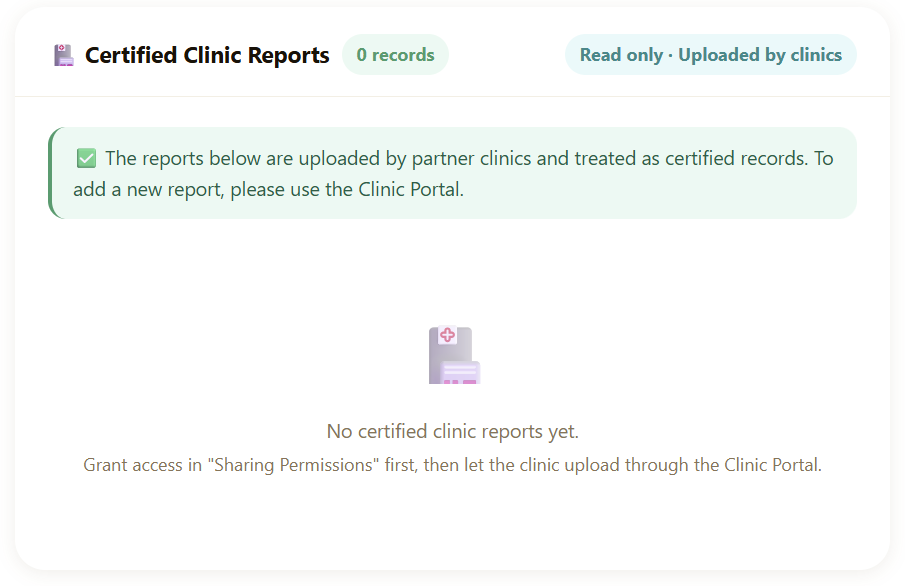 Certified Clinic Reports 0 records Read only · Uploaded by clinics
✅ The reports below are uploaded by partner clinics and treated as certified records. To
add a new report, please use the Clinic Portal.
No certified clinic reports yet.
Grant access in "Sharing Permissions" first, then let the clinic upload through the Clinic Portal.